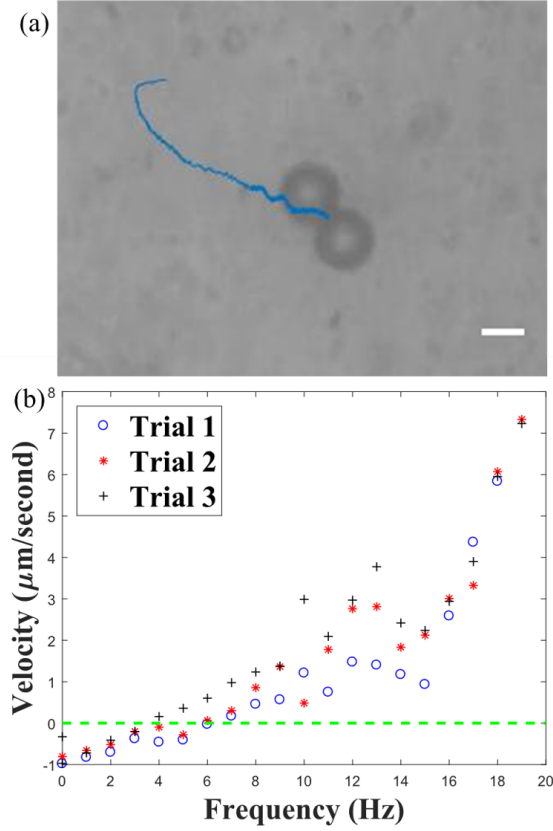 (a)
(b)
8
7
6
5
4
3
2
1
0
-1
Velocity (μm/second)
Trial 1
Trial 2
Trial 3
0 2 4 6 8 10 12 14 16 18 20
Frequency (Hz)